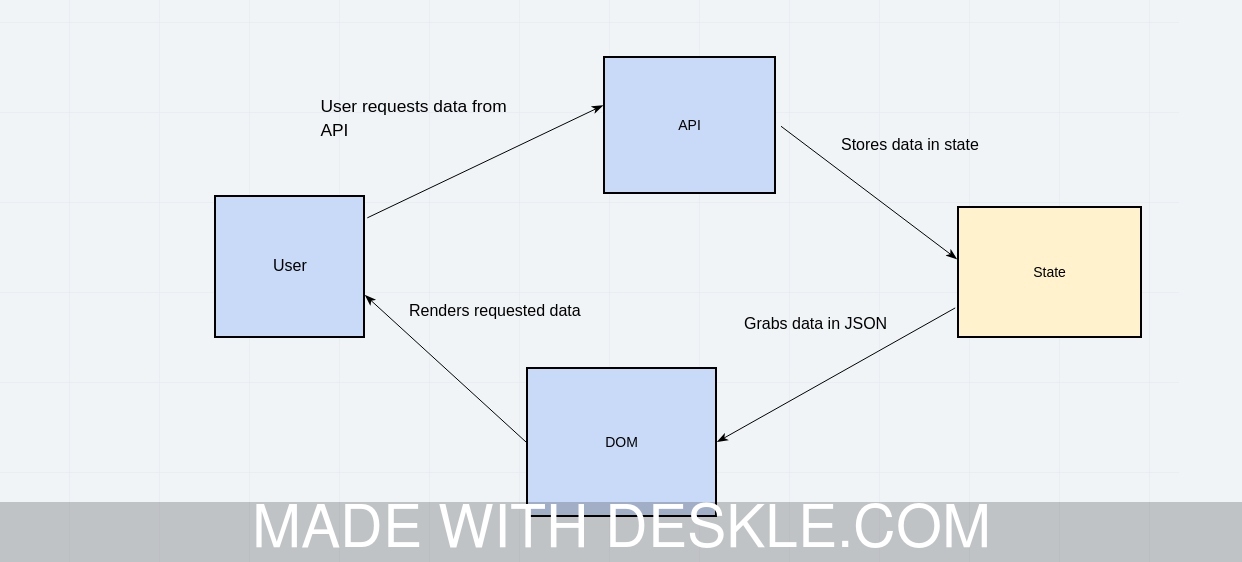 User requests data from
API
API
Stores data in state
User
State
Renders requested data
Grabs data in JSON
DOM
MADE WITH DESKLE.COM